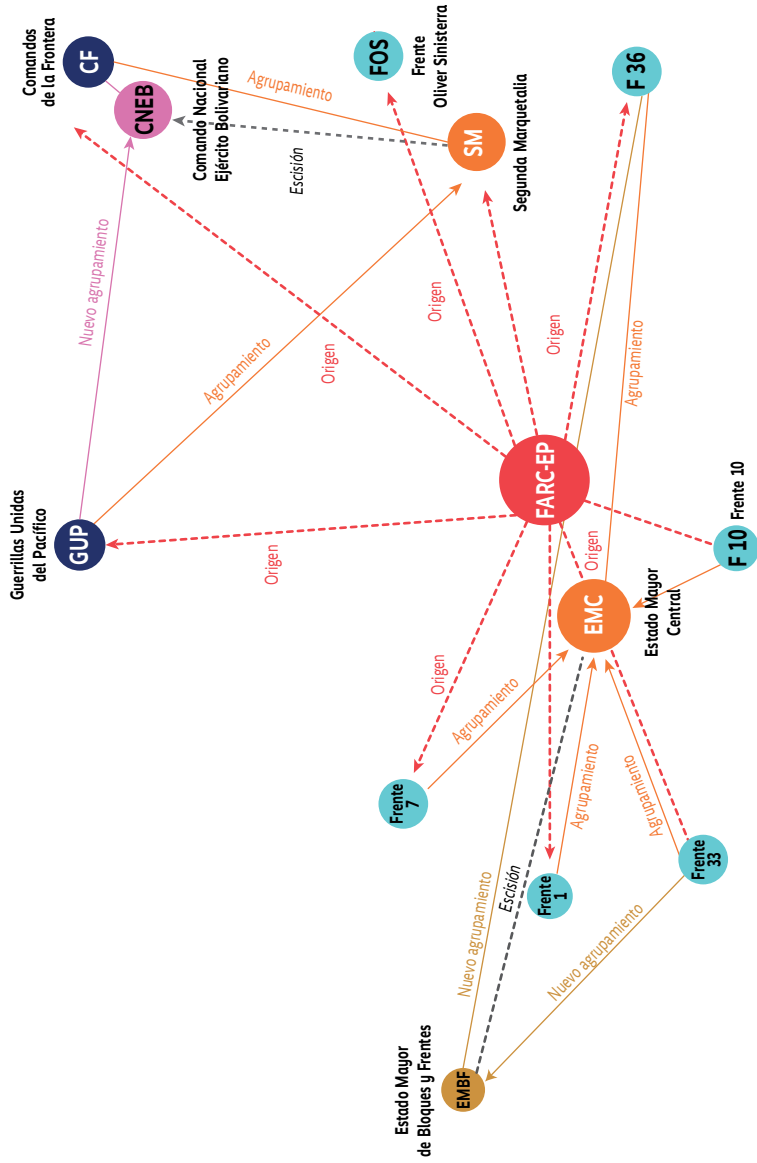 Guerrillas Unidas
del Pacífico
GUP
Comandos
de la Frontera
CF
Nuevo agrupamiento
CNEB
Comando Nacional
Ejército Bolivariano
Agrupamiento
Agrupamiento
Escisión
Origen
Origen
FOS
Frente
Oliver Sinisterra
SM
Segunda Marquetalia
Estado Mayor
de Bloques y Frentes
EMBF
Frente
7
Origen
Agrupamiento
Origen
Nuevo agrupamiento
Escisión
Frente
1
Agrupamiento
FARC-EP
Origen
EMC
Estado Mayor
Central
Origen
F 36
Agrupamiento
Agrupamiento
Frente
33
Nuevo agrupamiento
F 10
Frente 10